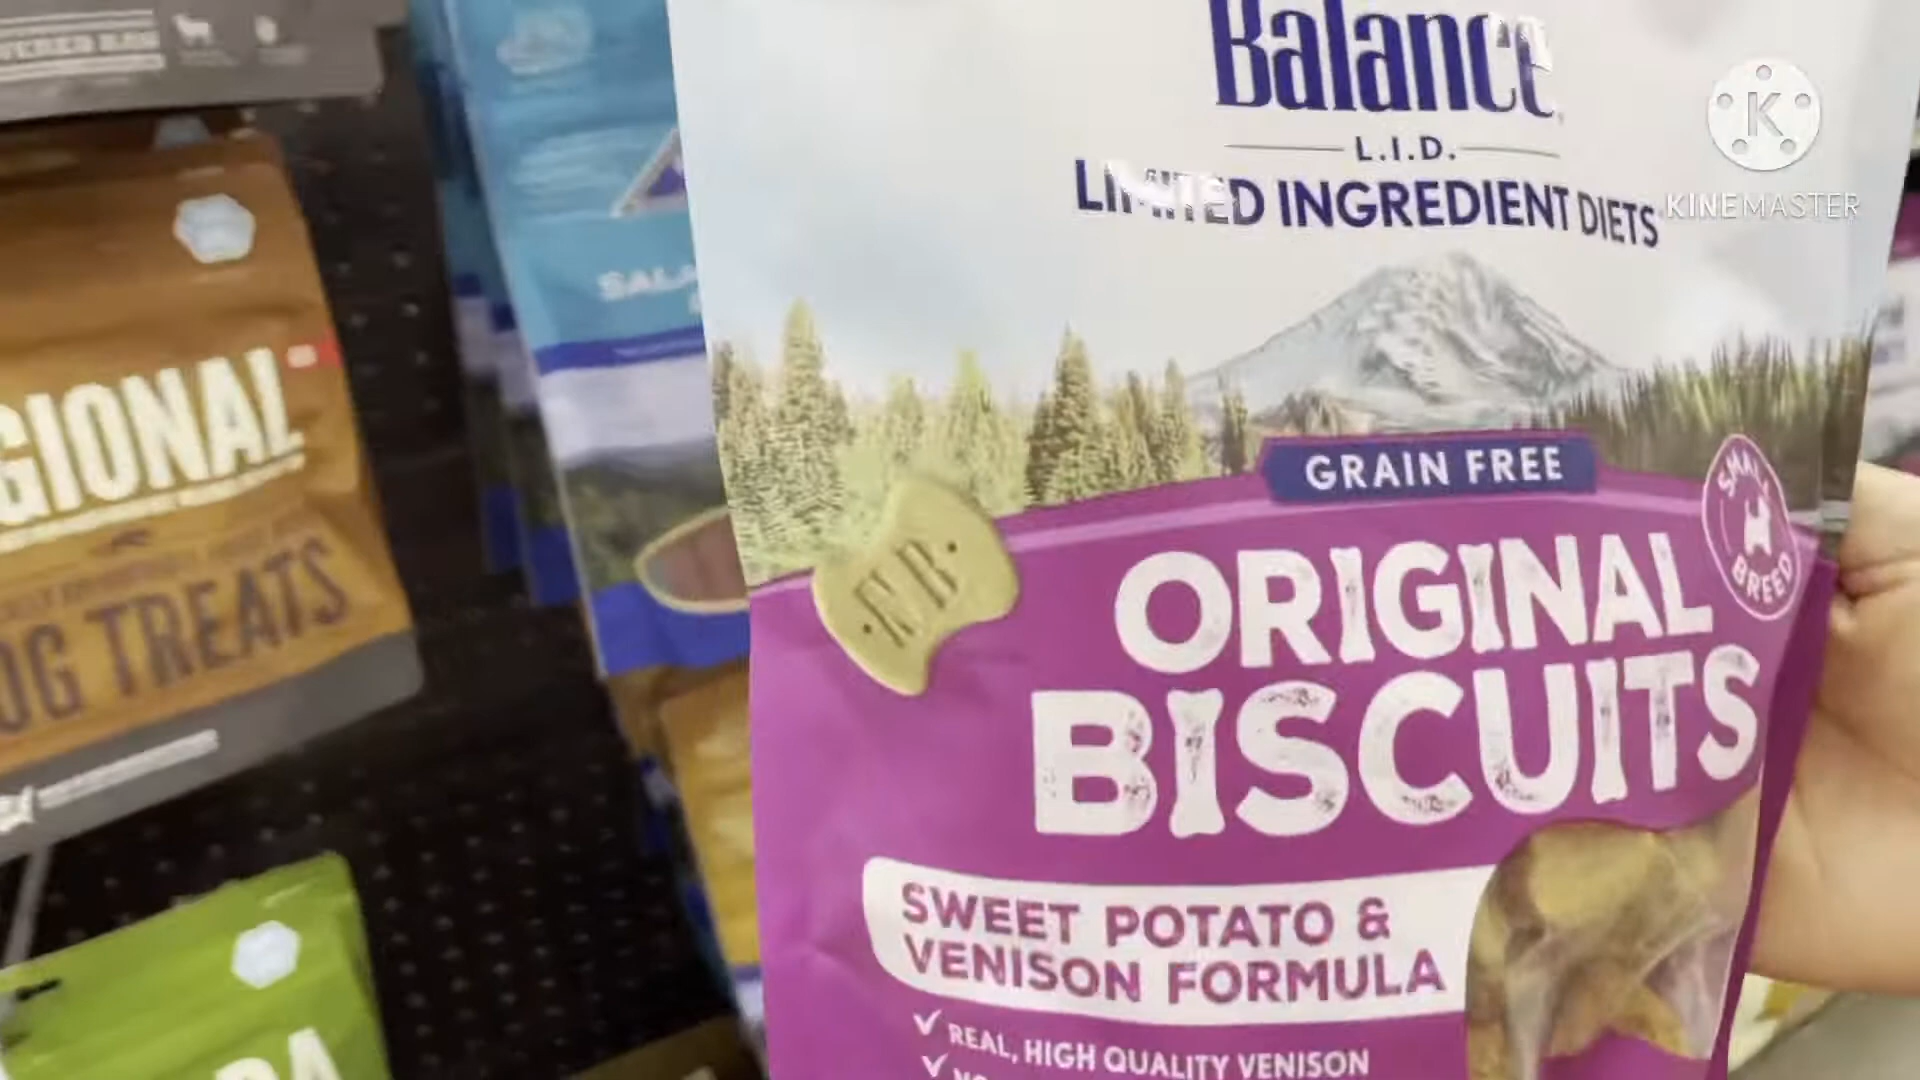 Balance
L.I.D.
LIMITED INGREDIENT DIETS
KINEMASTER
GRAIN FREE
SMALL BREED
N B
ORIGINAL
BISCUITS
SWEET POTATO &
VENISON FORMULA
✓ REAL, HIGH QUALITY VENISON
GIONAL
OG TREATS